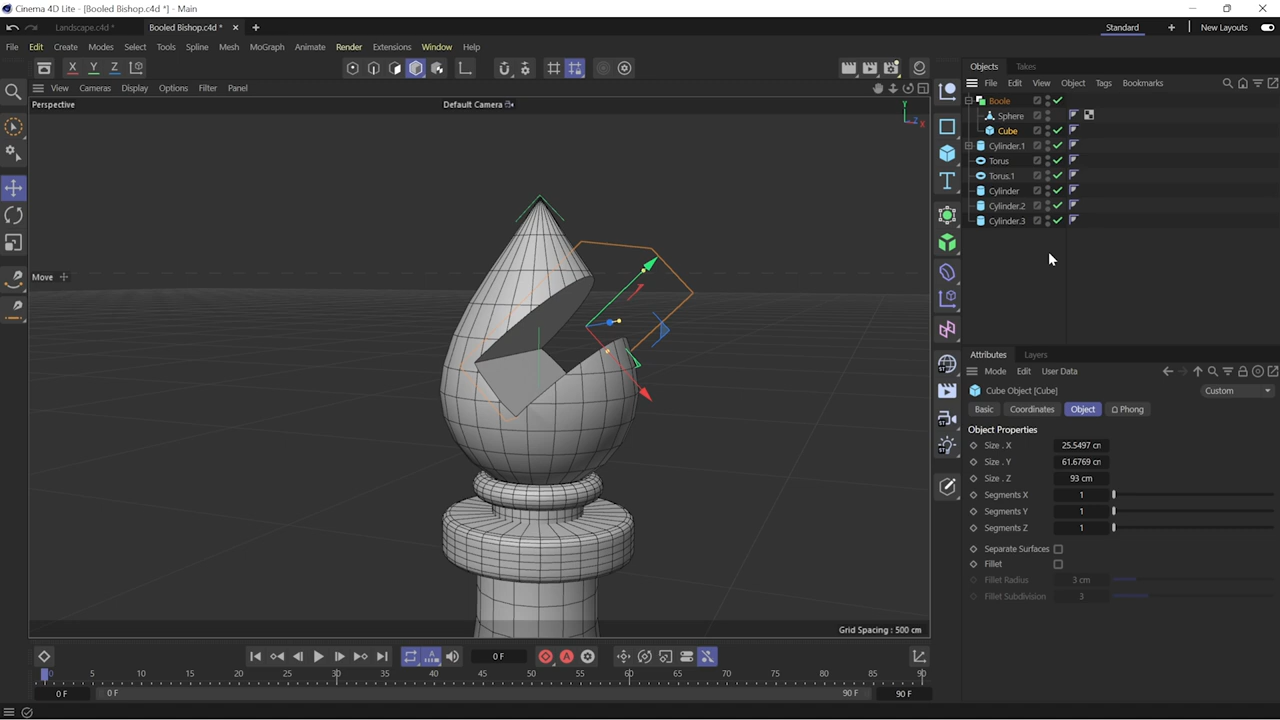 Cinema 4D Lite - [Booled Bishop.c4d *] - Main
Landscape.c4d *
Booled Bishop.c4d *
Standard
New Layouts
File Edit Create Modes Select Tools Spline Mesh MoGraph Animate Render Extensions Window Help
X Y Z
Objects Takes
View Cameras Display Options Filter Panel
File Edit View Object Tags Bookmarks
Perspective
Default Camera
Y
Z
X
Boole
Sphere
Cube
Cylinder.1
Torus
Torus.1
Cylinder
Cylinder.2
Cylinder.3
Move
T
Attributes Layers
Mode Edit User Data
Cube Object [Cube]
Custom
Basic Coordinates Object Phong
Object Properties
Size . X 25.5497 cm
Size . Y 61.6769 cm
Size . Z 93 cm
Segments X 1
Segments Y 1
Segments Z 1
Separate Surfaces
Fillet
Fillet Radius 3 cm
Fillet Subdivision 3
ST
ST
ST
Grid Spacing : 500 cm
0 F
0 5 10 15 20 25 30 35 40 45 50 55 60 65 70 75 80 85 90
0 F 0 F 90 F 90 F